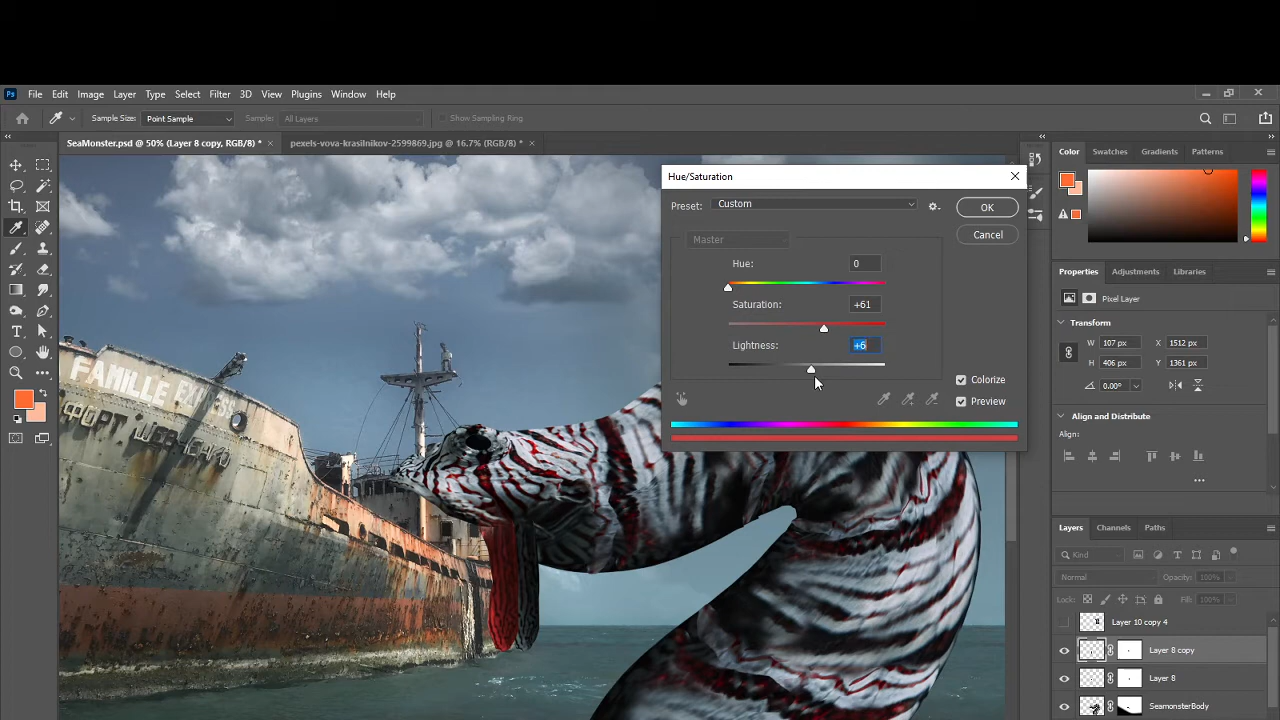 Ps File Edit Image Layer Type Select Filter 3D View Plugins Window Help
Sample Size: Point Sample Sample: All Layers Show Sampling Ring
SeaMonster.psd @ 50% (Layer 8 copy, RGB/8) * × pexels-vova-krasilnikov-2599869.jpg @ 16.7% (RGB/8) * ×
Hue/Saturation
Preset: Custom
OK
Cancel
Master
Hue: 0
Saturation: +61
Lightness: +6
Colorize
Preview
ФОРТ ШЕВЧЕНКО
Color Swatches Gradients Patterns
Properties Adjustments Libraries
Pixel Layer
Transform
W 107 px X 1512 px
H 162 px Y 1361 px
0.00°
Align and Distribute
Align:
Layers Channels Paths
Kind
Normal Opacity: 100%
Lock: Fill: 100%
Layer 10 copy 4
Layer 8 copy
Layer 8
SeamonsterBody